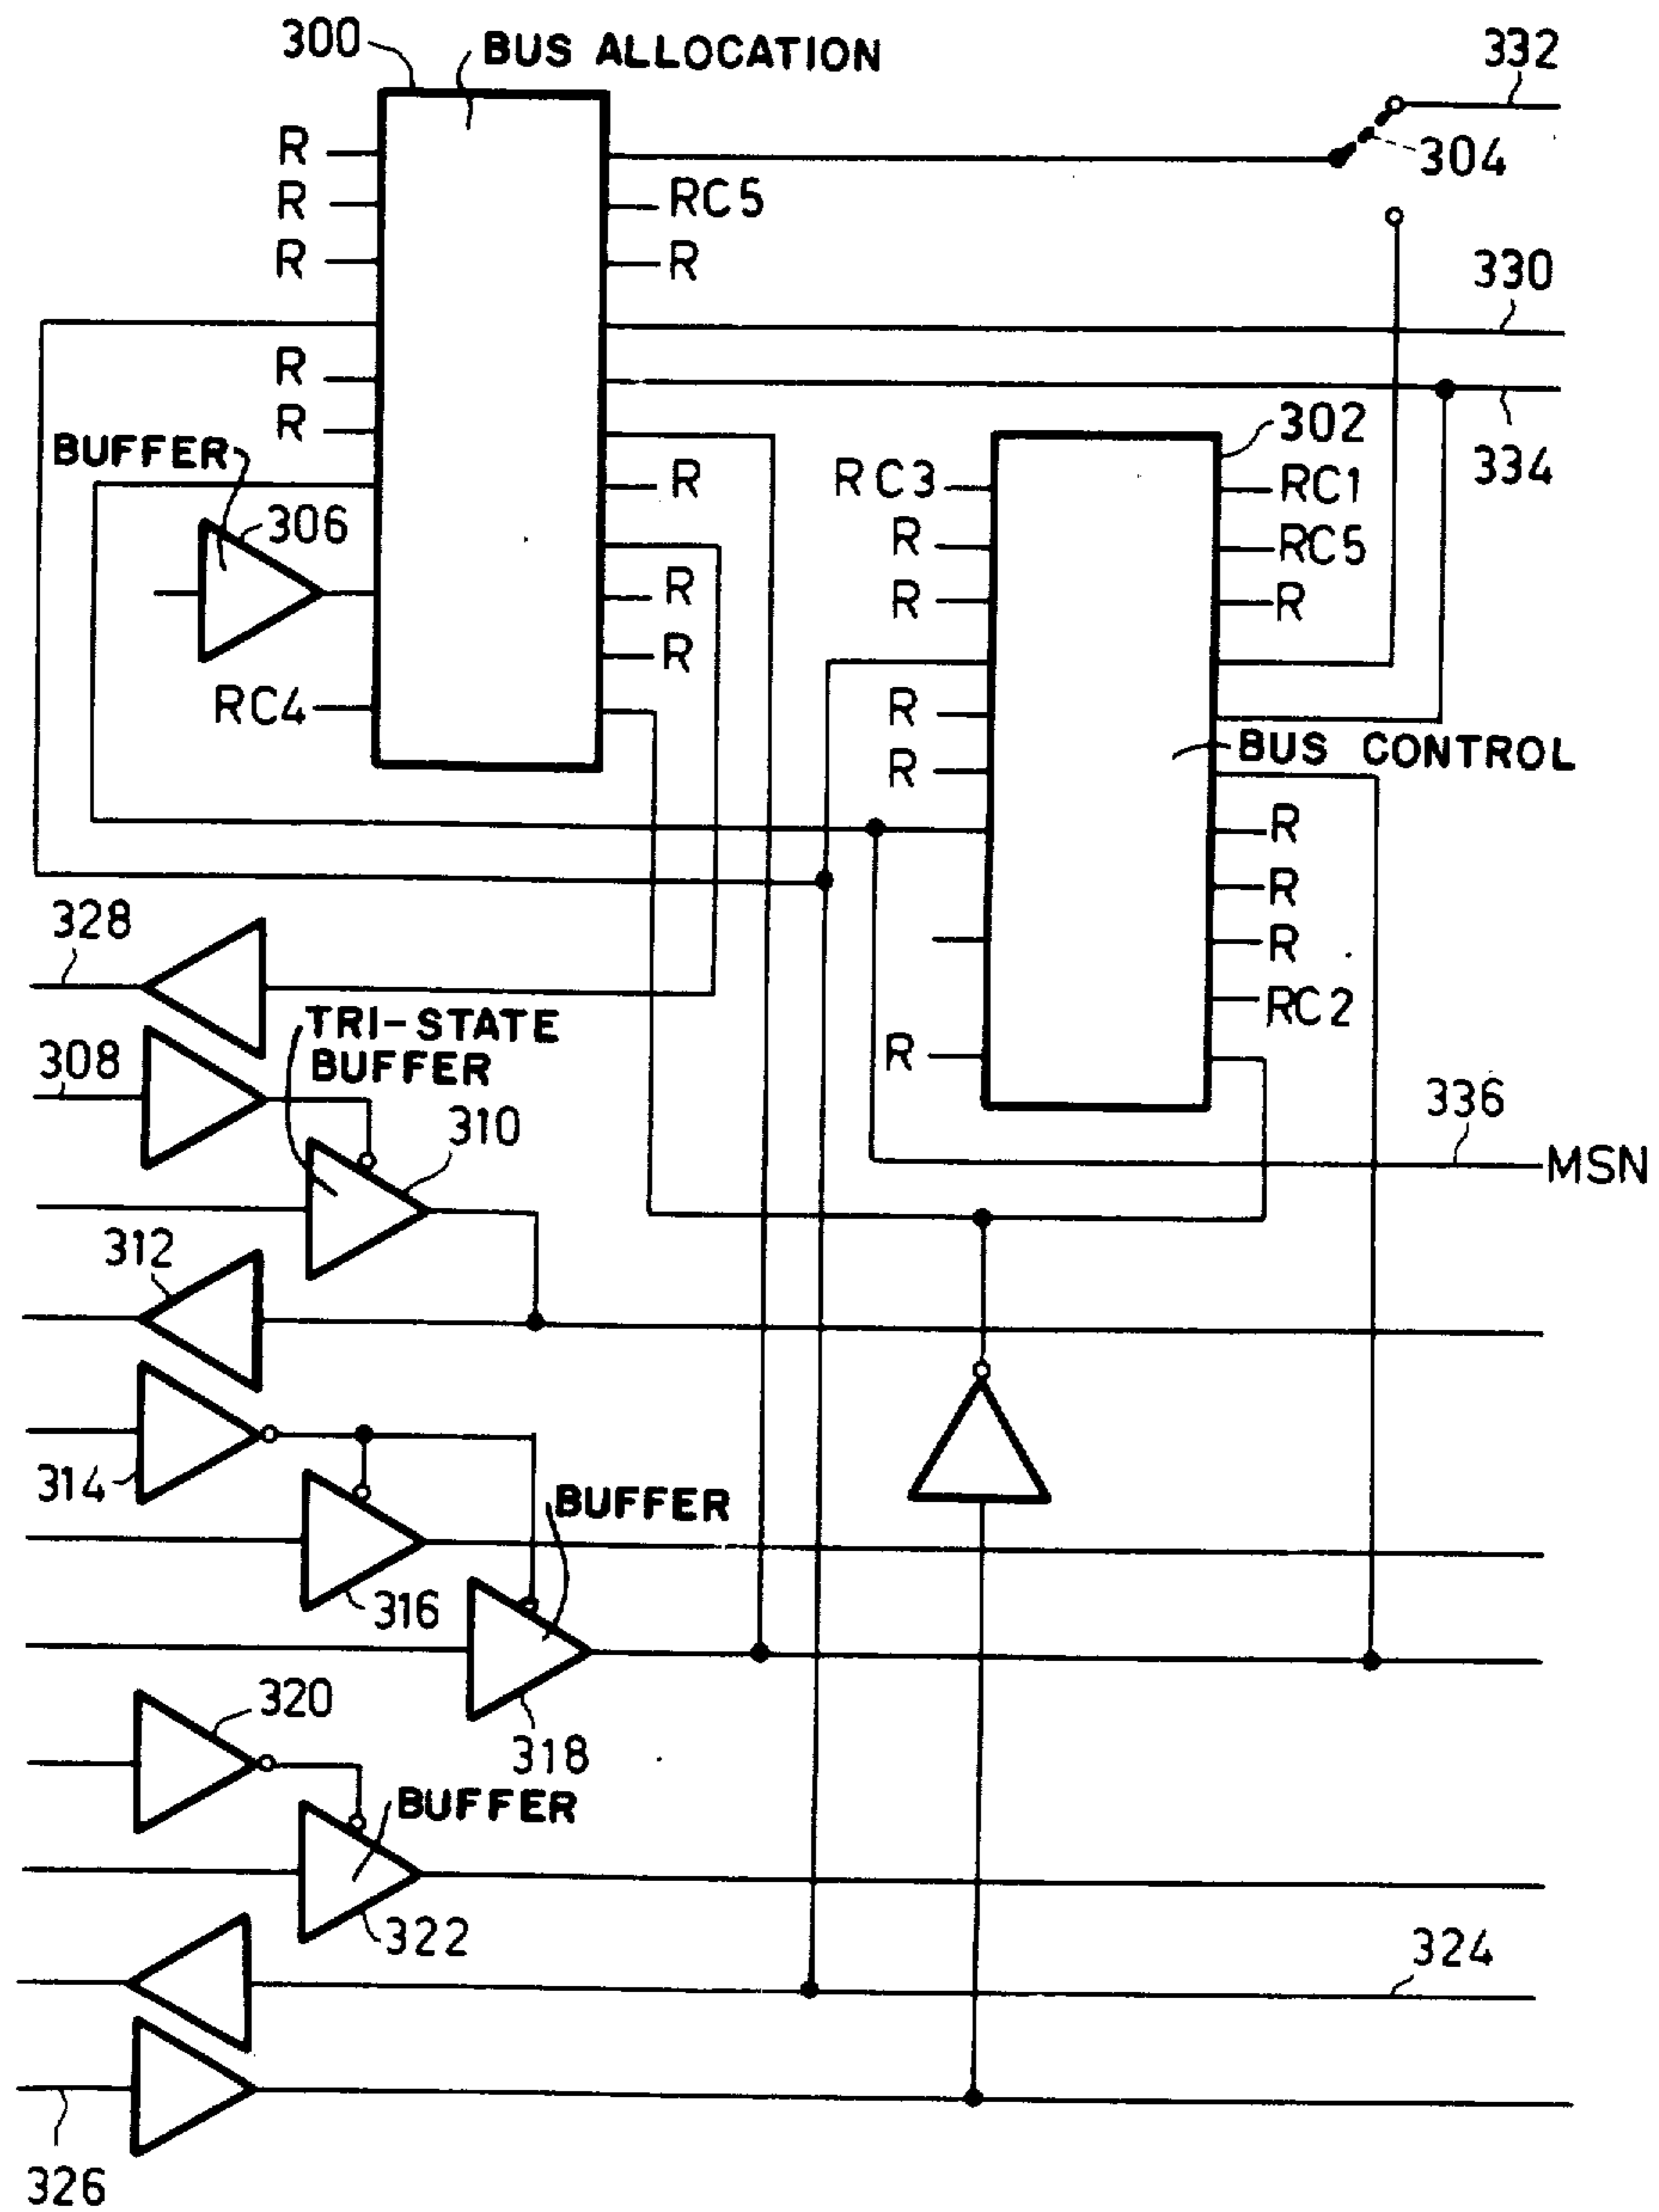 300
BUS ALLOCATION
332
R
304
R
RC5
R
R
330
R
302
334
R
BUFFER
RC3
RC1
R
306
R
RC5
R
R
R
RC4
R
R
BUS CONTROL
R
R
R
328
R
TRI-STATE
BUFFER
RC2
308
R
310
336
MSN
312
314
BUFFER
316
320
318
BUFFER
322
324
326